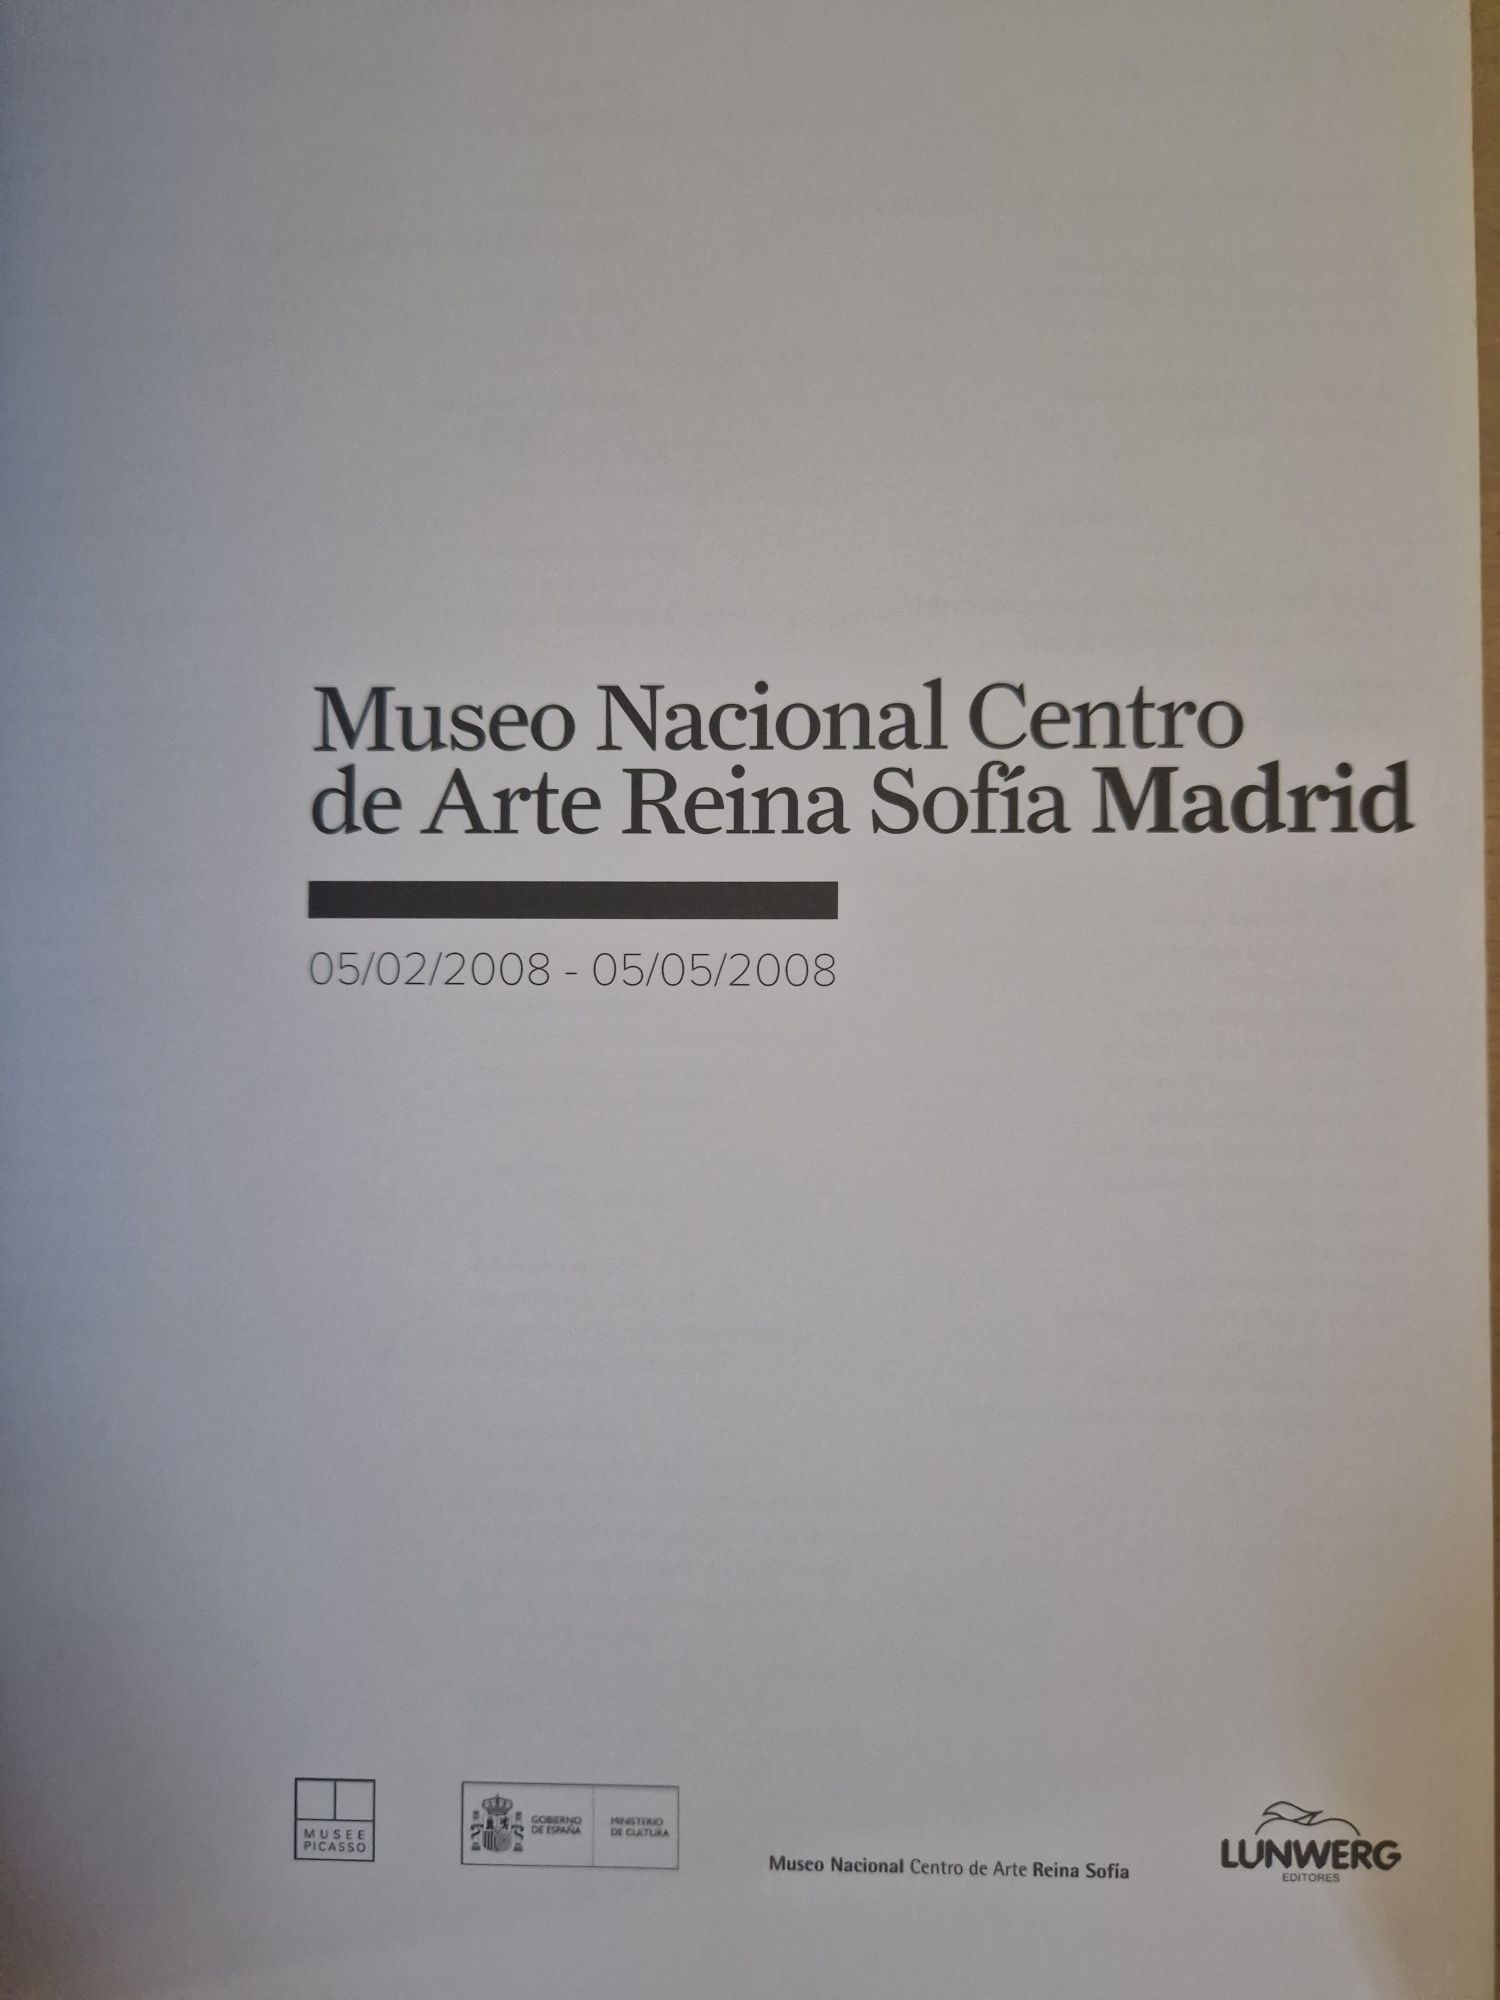 Museo Nacional Centro
de Arte Reina Sofía Madrid
05/02/2008 - 05/05/2008
MUSEE
PICASSO
GOBIERNO
DE ESPAÑA
MINISTERIO
DE CULTURA
Museo Nacional Centro de Arte Reina Sofía
LUNWERG
EDITORES